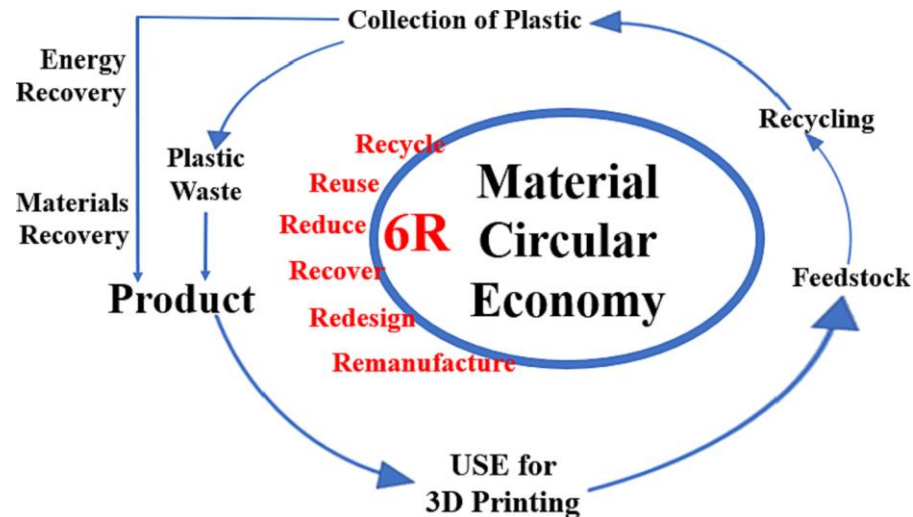 Collection of Plastic
Energy
Recovery
Materials
Recovery
Plastic
Waste
Product
Recycle
Reuse
Reduce
Recover
Redesign
Remanufacture
6R
Material
Circular
Economy
Recycling
Feedstock
USE for
3D Printing